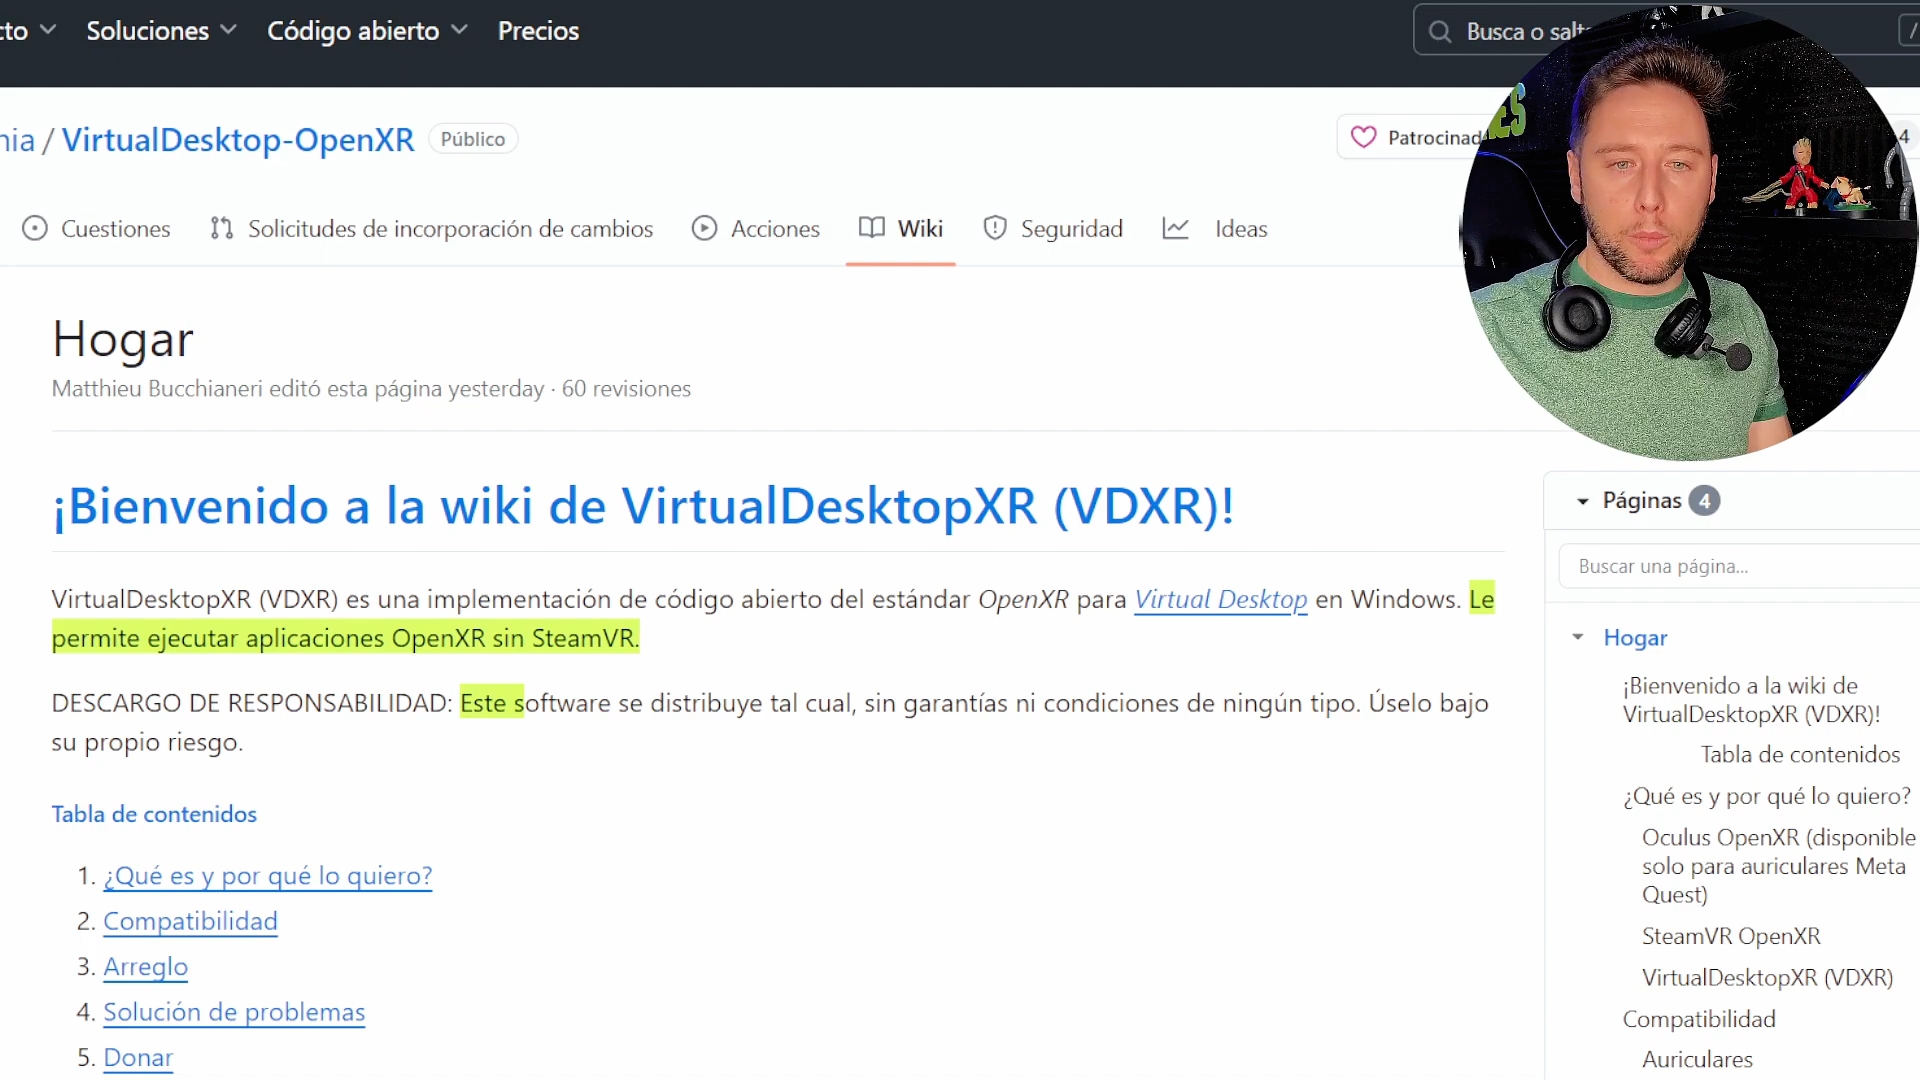 Soluciones
Código abierto
Precios
Busca o
/
/ VirtualDesktop-OpenXR
Público
4
Cuestiones
Solicitudes de incorporación de cambios
Acciones
Wiki
Seguridad
Ideas
Hogar
Matthieu Bucchianeri editó esta página yesterday · 60 revisiones
¡Bienvenido a la wiki de VirtualDesktopXR (VDXR)!
VirtualDesktopXR (VDXR) es una implementación de código abierto del estándar OpenXR para Virtual Desktop en Windows. Le
permite ejecutar aplicaciones OpenXR sin SteamVR.
DESCARGO DE RESPONSABILIDAD: Este software se distribuye tal cual, sin garantías ni condiciones de ningún tipo. Úselo bajo
su propio riesgo.
Tabla de contenidos
1. ¿Qué es y por qué lo quiero?
2. Compatibilidad
3. Arreglo
4. Solución de problemas
5. Donar
Páginas 4
Buscar una página...
Hogar
¡Bienvenido a la wiki de
VirtualDesktopXR (VDXR)!
Tabla de contenidos
¿Qué es y por qué lo quiero?
Oculus OpenXR (disponible
solo para auriculares Meta
Quest)
SteamVR OpenXR
VirtualDesktopXR (VDXR)
Compatibilidad
Auriculares